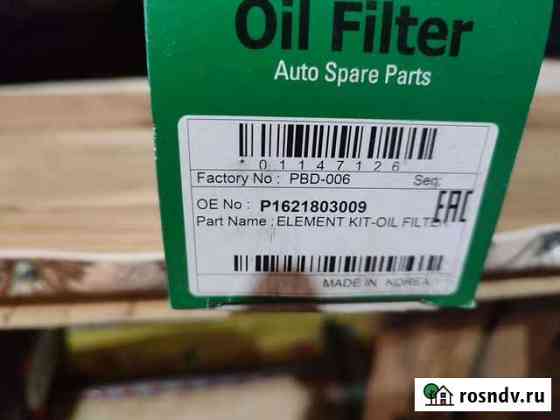 Oil Filter
Auto Spare Parts
* 0 1 1 4 7 1 2 6
Factory No : PBD-006 Seq:
OE No : P1621803009 EAC
Part Name : ELEMENT KIT-OIL FILTER
MADE IN KOREA
rosndv.ru